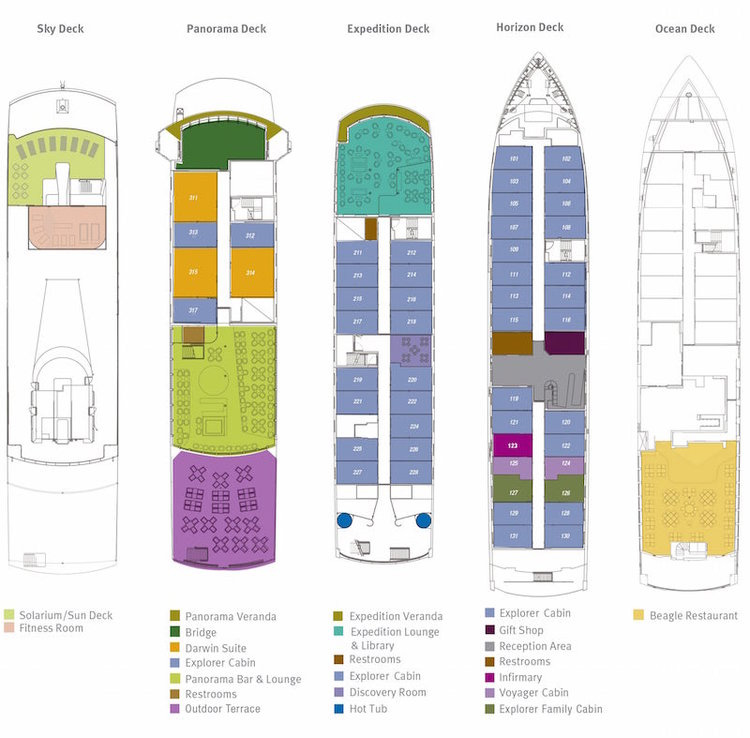 Sky Deck
Panorama Deck
Expedition Deck
Horizon Deck
Ocean Deck
311
313
312
315
314
317
211
212
213
214
215
216
217
218
219
220
221
222
224
225
226
227
228
101
102
103
104
105
106
107
108
109
111
112
113
114
115
116
119
120
121
122
123
125
124
127
126
129
128
131
130
Solarium/Sun Deck
Fitness Room
Panorama Veranda
Bridge
Darwin Suite
Explorer Cabin
Panorama Bar & Lounge
Restrooms
Outdoor Terrace
Expedition Veranda
Expedition Lounge
& Library
Restrooms
Explorer Cabin
Discovery Room
Hot Tub
Explorer Cabin
Gift Shop
Reception Area
Restrooms
Infirmary
Voyager Cabin
Explorer Family Cabin
Beagle Restaurant